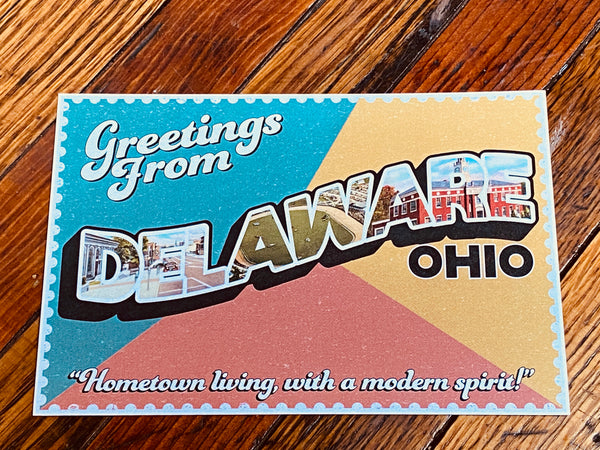 Greetings
From
DELAWARE
OHIO
"Hometown living, with a modern spirit!"